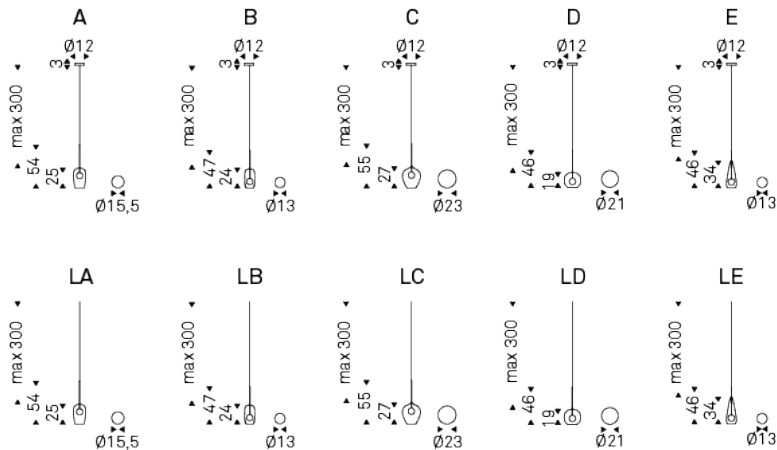 A B C D E
Ø12 Ø12 Ø12 Ø12 Ø12
3 3 3 3 3
max 300 max 300 max 300 max 300 max 300
54 25 47 24 55 27 46 19 46 34
Ø15,5 Ø13 Ø23 Ø21 Ø13
LA LB LC LD LE
max 300 max 300 max 300 max 300 max 300
54 25 47 24 55 27 46 19 46 34
Ø15,5 Ø13 Ø23 Ø21 Ø13